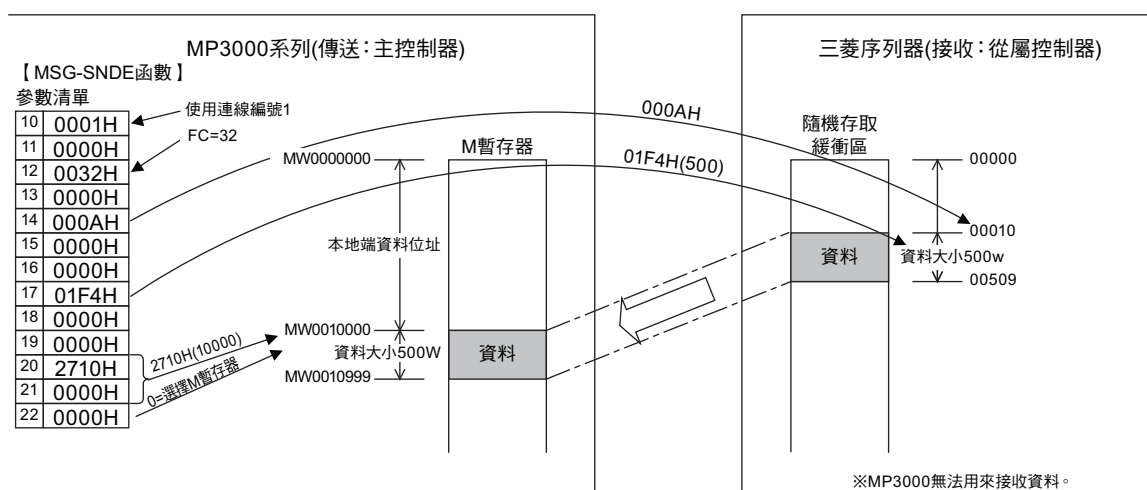 MP3000系列(傳送：主控制器)
三菱序列器(接收：從屬控制器)
【MSG-SNDE函數】
參數清單
10 0001H
11 0000H
12 0032H
13 0000H
14 000AH
15 0000H
16 0000H
17 01F4H
18 0000H
19 0000H
20 2710H
21 0000H
22 0000H
使用連線編號1
FC=32
2710H(10000)
0=選擇M暫存器
M暫存器
MW0000000
本地端資料位址
MW0010000
資料大小500W
MW0010999
資料
000AH
01F4H(500)
隨機存取
緩衝區
00000
00010
資料
資料大小500w
00509
※MP3000無法用來接收資料。